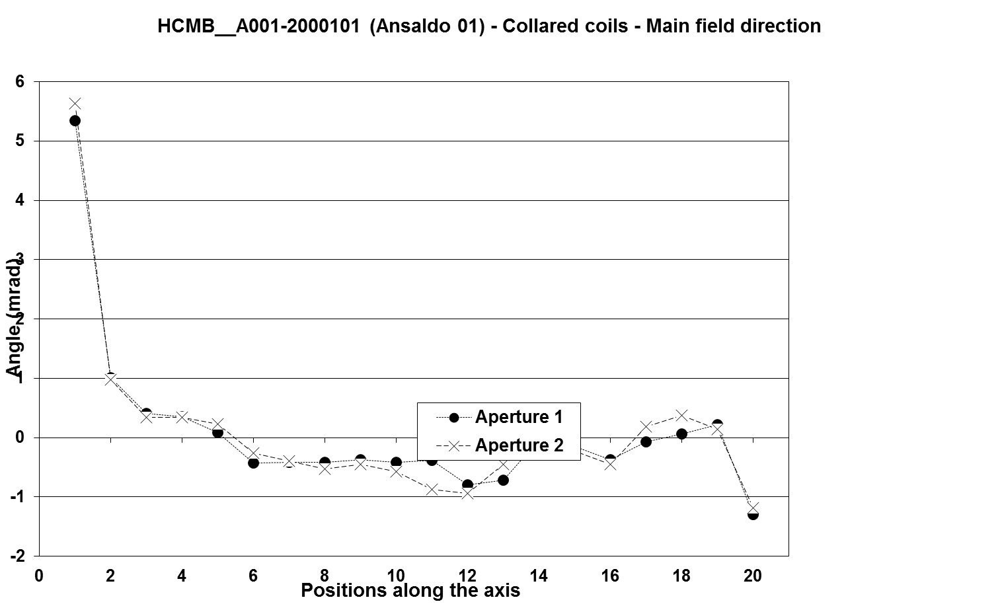 HCMB__A001-2000101 (Ansaldo 01) - Collared coils - Main field direction
6
5
4
3
2
1
0
-1
-2
Angle (mrad)
Aperture 1
Aperture 2
0 2 4 6 8 10 12 14 16 18 20
Positions along the axis